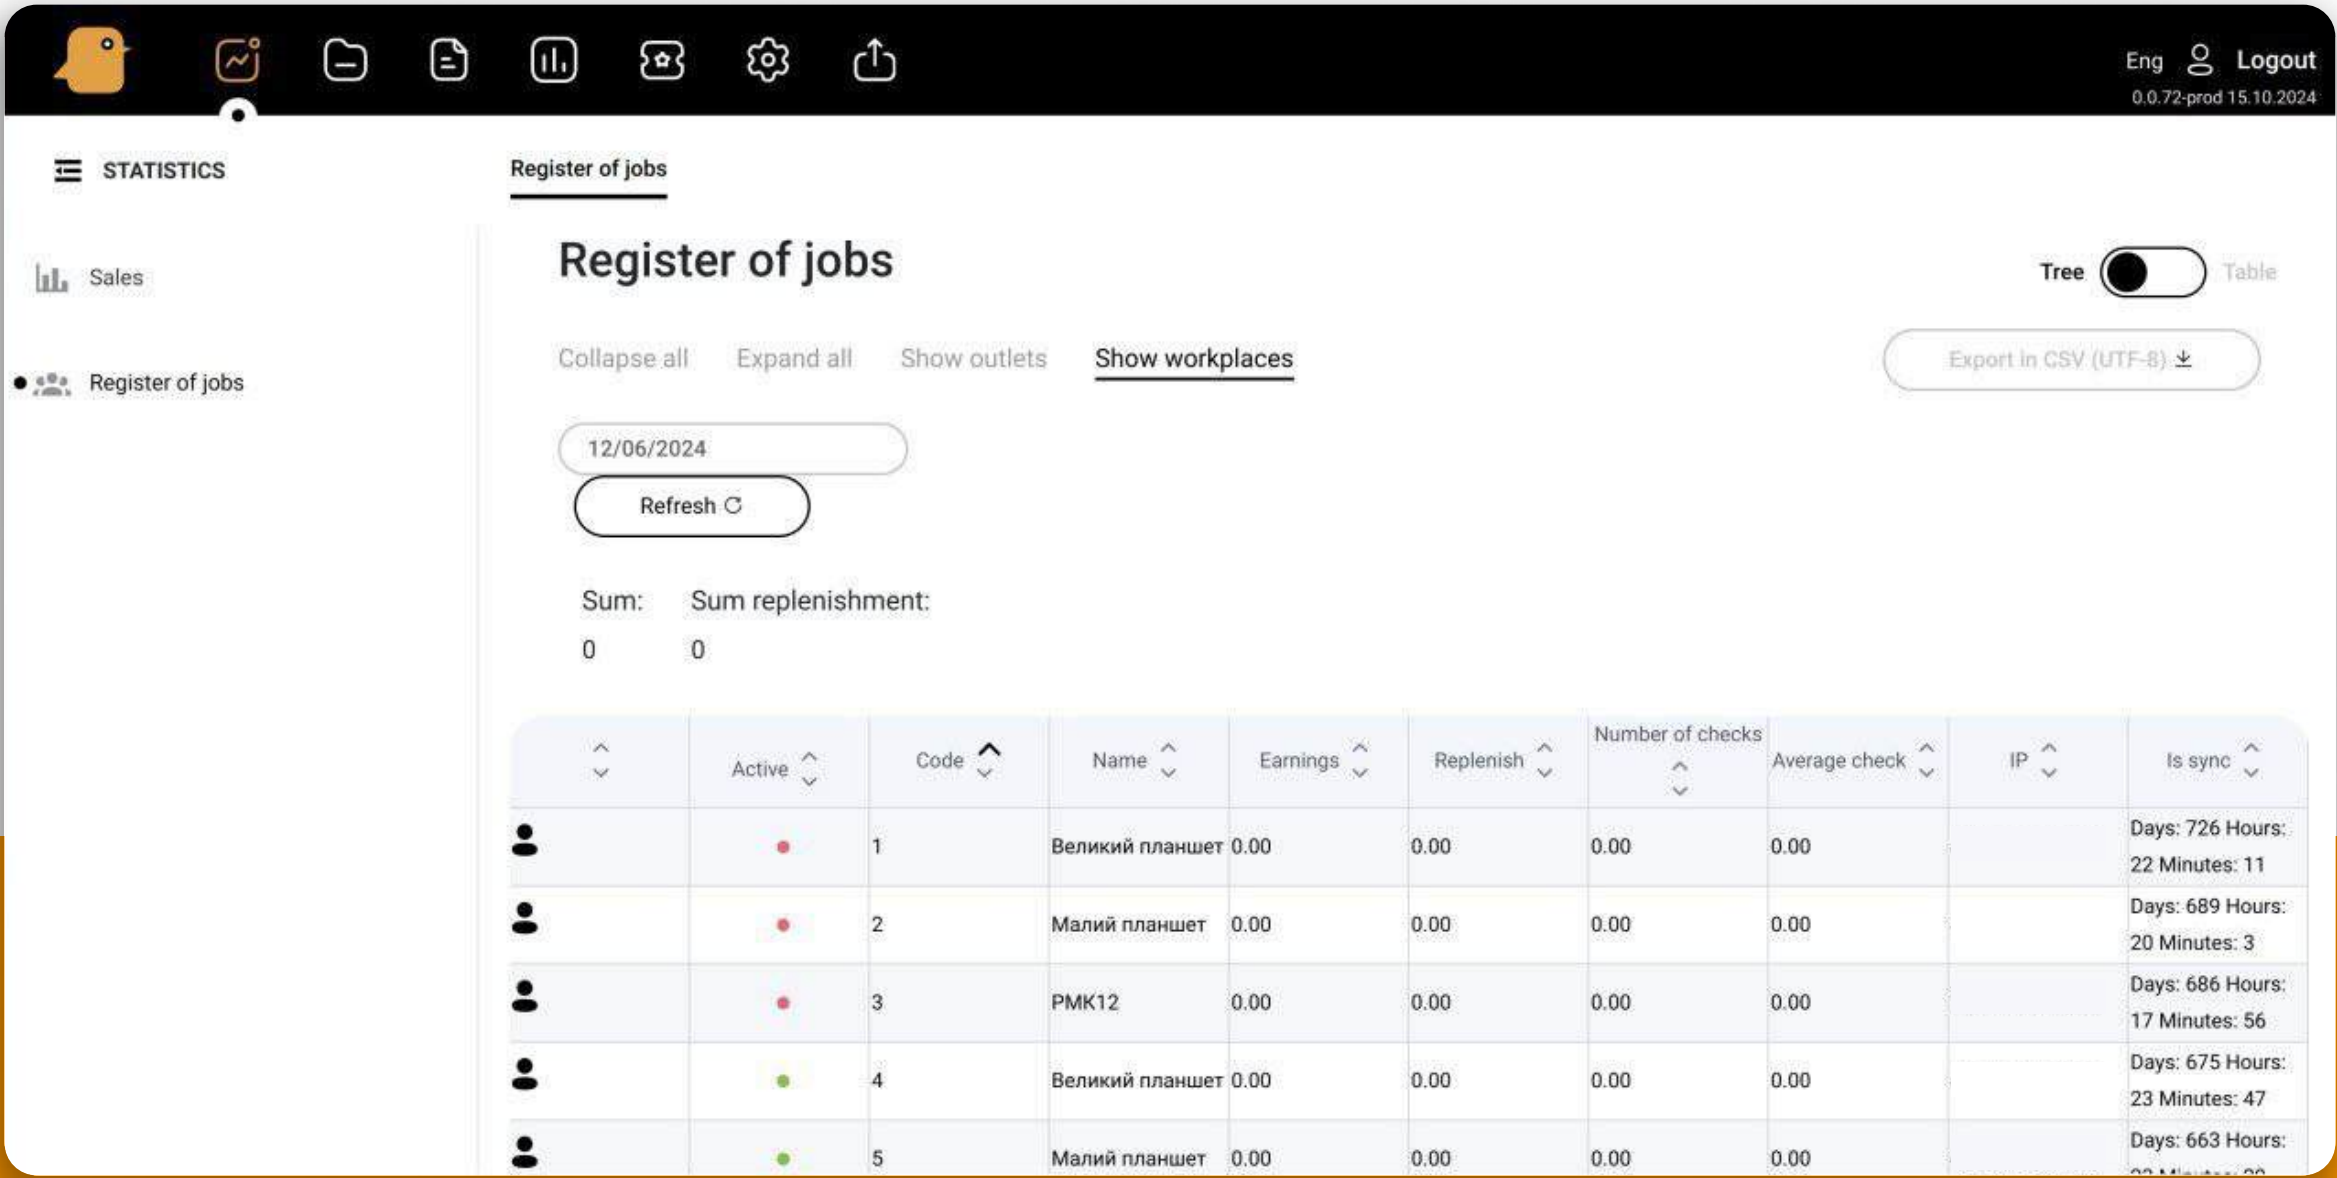 Eng Logout
0.0.72-prod 15.10.2024
STATISTICS
Sales
Register of jobs
Register of jobs
Register of jobs
Tree Table
Collapse all Expand all Show outlets Show workplaces
Export in CSV (UTF-8)
12/06/2024
Refresh
Sum: Sum replenishment:
0 0
Active Code Name Earnings Replenish Number of checks Average check IP Is sync
1 Великий планшет 0.00 0.00 0.00 0.00 Days: 726 Hours:
22 Minutes: 11
2 Малий планшет 0.00 0.00 0.00 0.00 Days: 689 Hours:
20 Minutes: 3
3 РМК12 0.00 0.00 0.00 0.00 Days: 686 Hours:
17 Minutes: 56
4 Великий планшет 0.00 0.00 0.00 0.00 Days: 675 Hours:
23 Minutes: 47
5 Малий планшет 0.00 0.00 0.00 0.00 Days: 663 Hours: